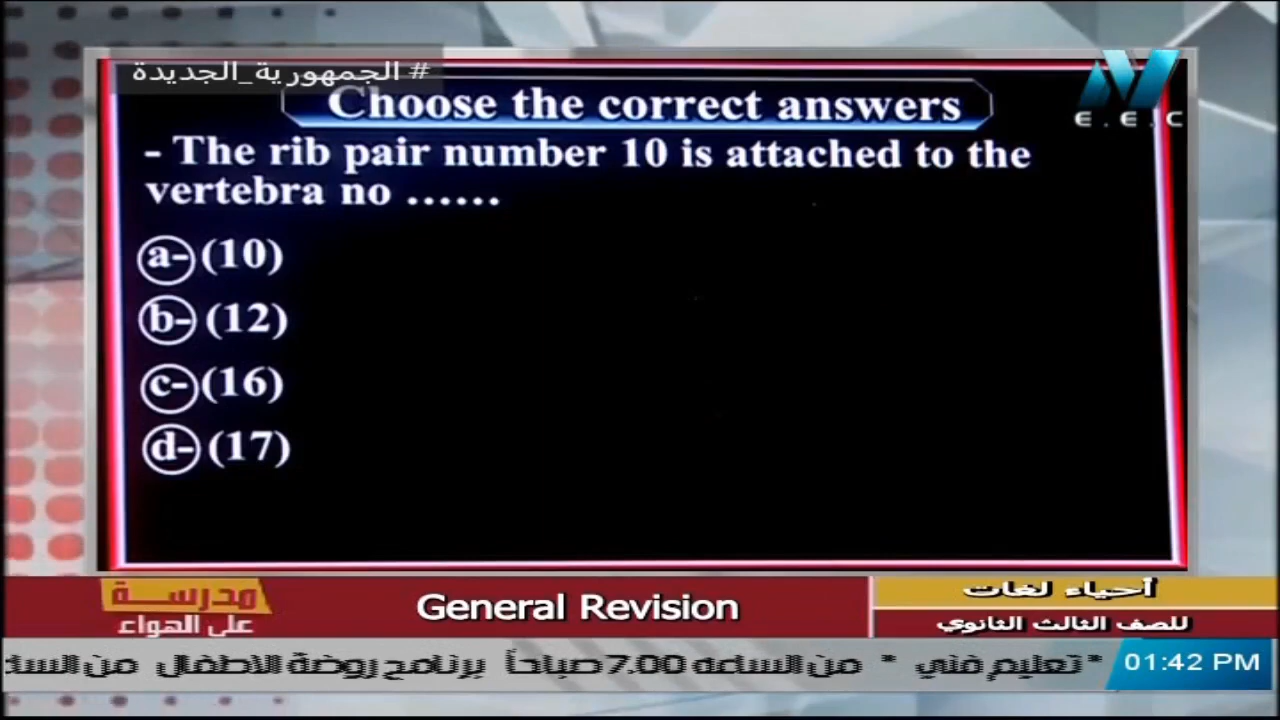 # الجمهورية_الجديدة
Choose the correct answers
E.E.C
- The rib pair number 10 is attached to the
vertebra no ......
a- (10)
b- (12)
c- (16)
d- (17)
مدرسة
على الهواء
General Revision
أحياء لغات
للصف الثالث الثانوي
01:42 PM
* تعليم فني * من الساعه 7.00 صباحاً برنامج روضة الاطفال من